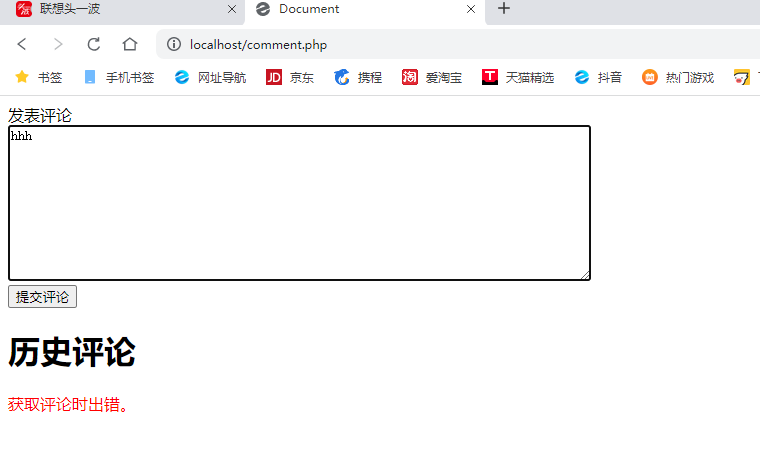 联想头一波
Document
localhost/comment.php
书签 手机书签 网址导航 京东 携程 爱淘宝 天猫精选 抖音 热门游戏
发表评论
hhh
提交评论
历史评论
获取评论时出错。